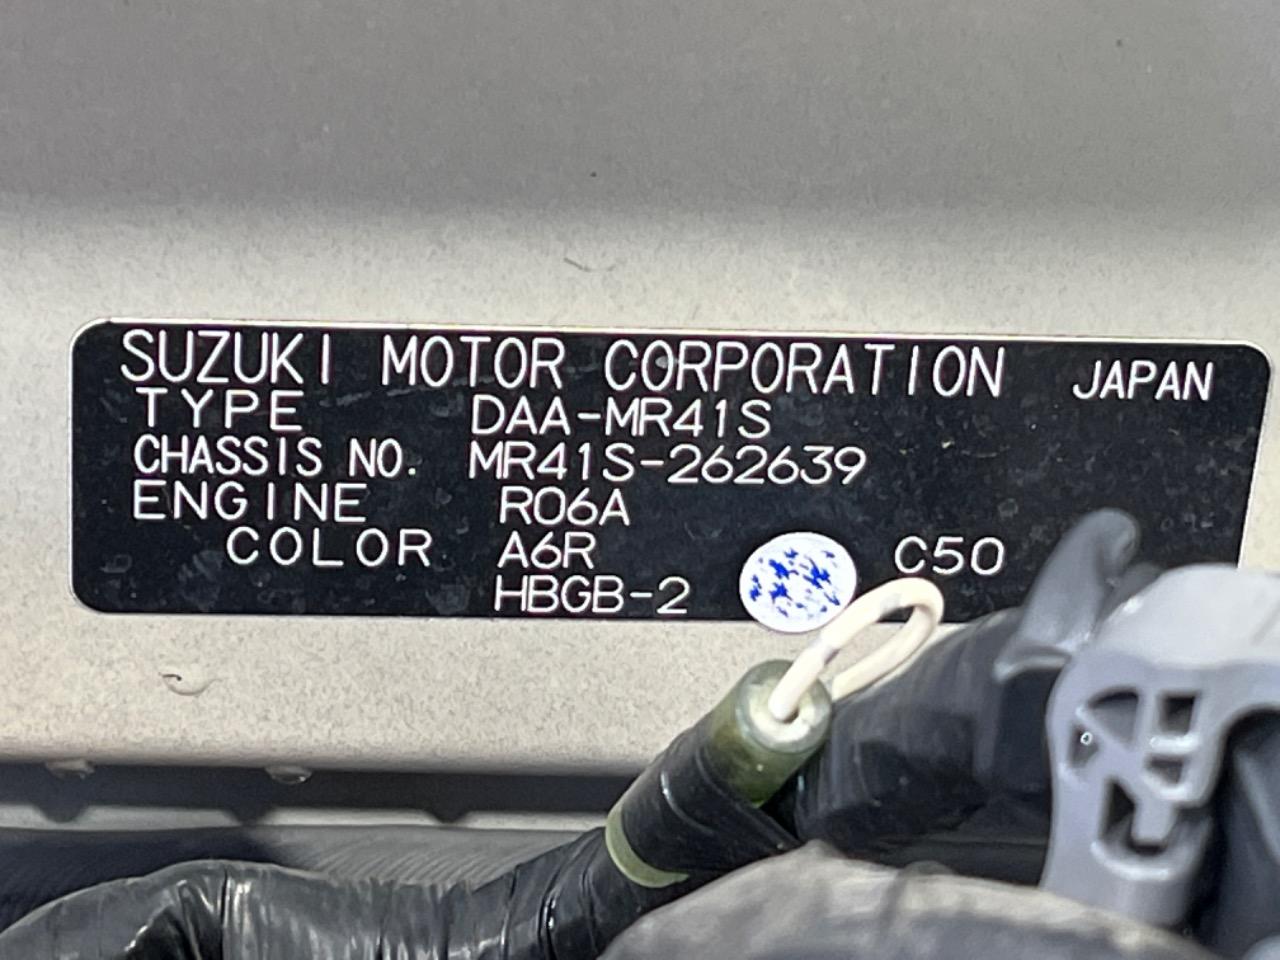 SUZUKI MOTOR CORPORATION JAPAN
TYPE DAA-MR41S
CHASSIS NO. MR41S-262639
ENGINE R06A
COLOR A6R C50
HBGB-2